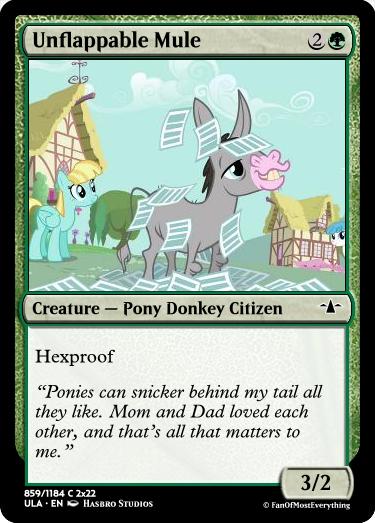 Unflappable Mule 2
Creature — Pony Donkey Citizen
Hexproof
“Ponies can snicker behind my tail all
they like. Mom and Dad loved each
other, and that’s all that matters to
me.”
3/2
859/1184 C 2x22
ULA • EN Hasbro Studios © FanOfMostEverything